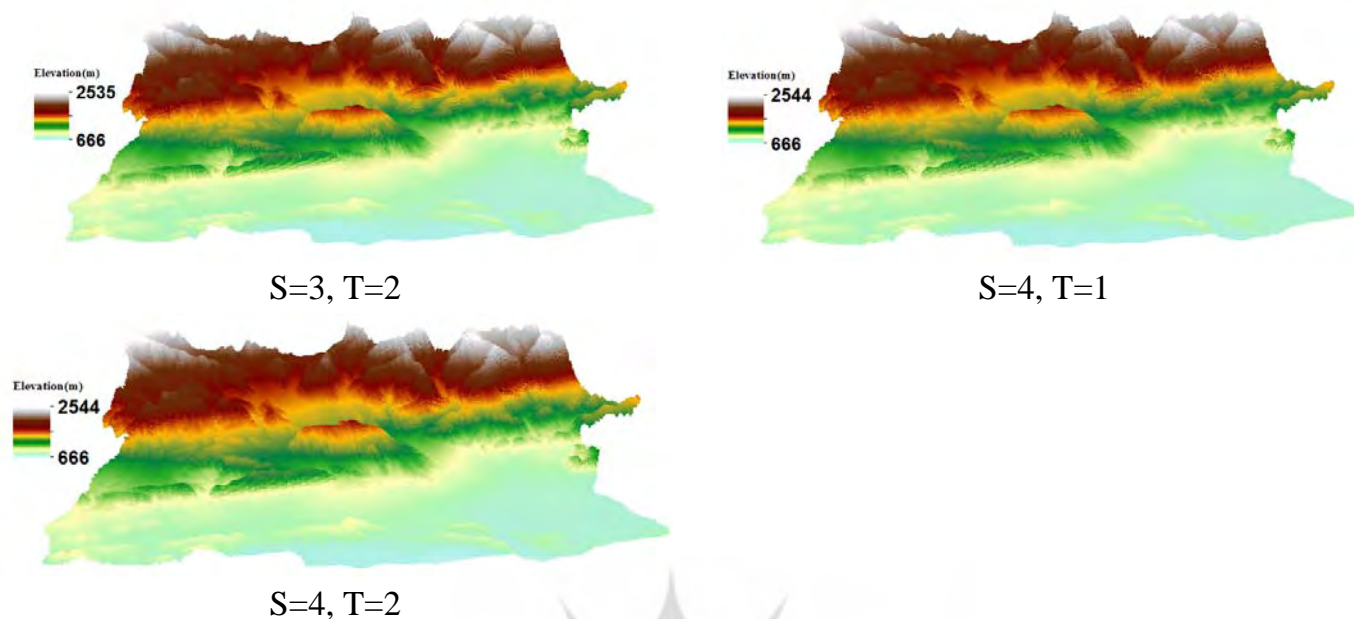 Elevation(m)
2535
666
S=3, T=2
Elevation(m)
2544
666
S=4, T=1
Elevation(m)
2544
666
S=4, T=2